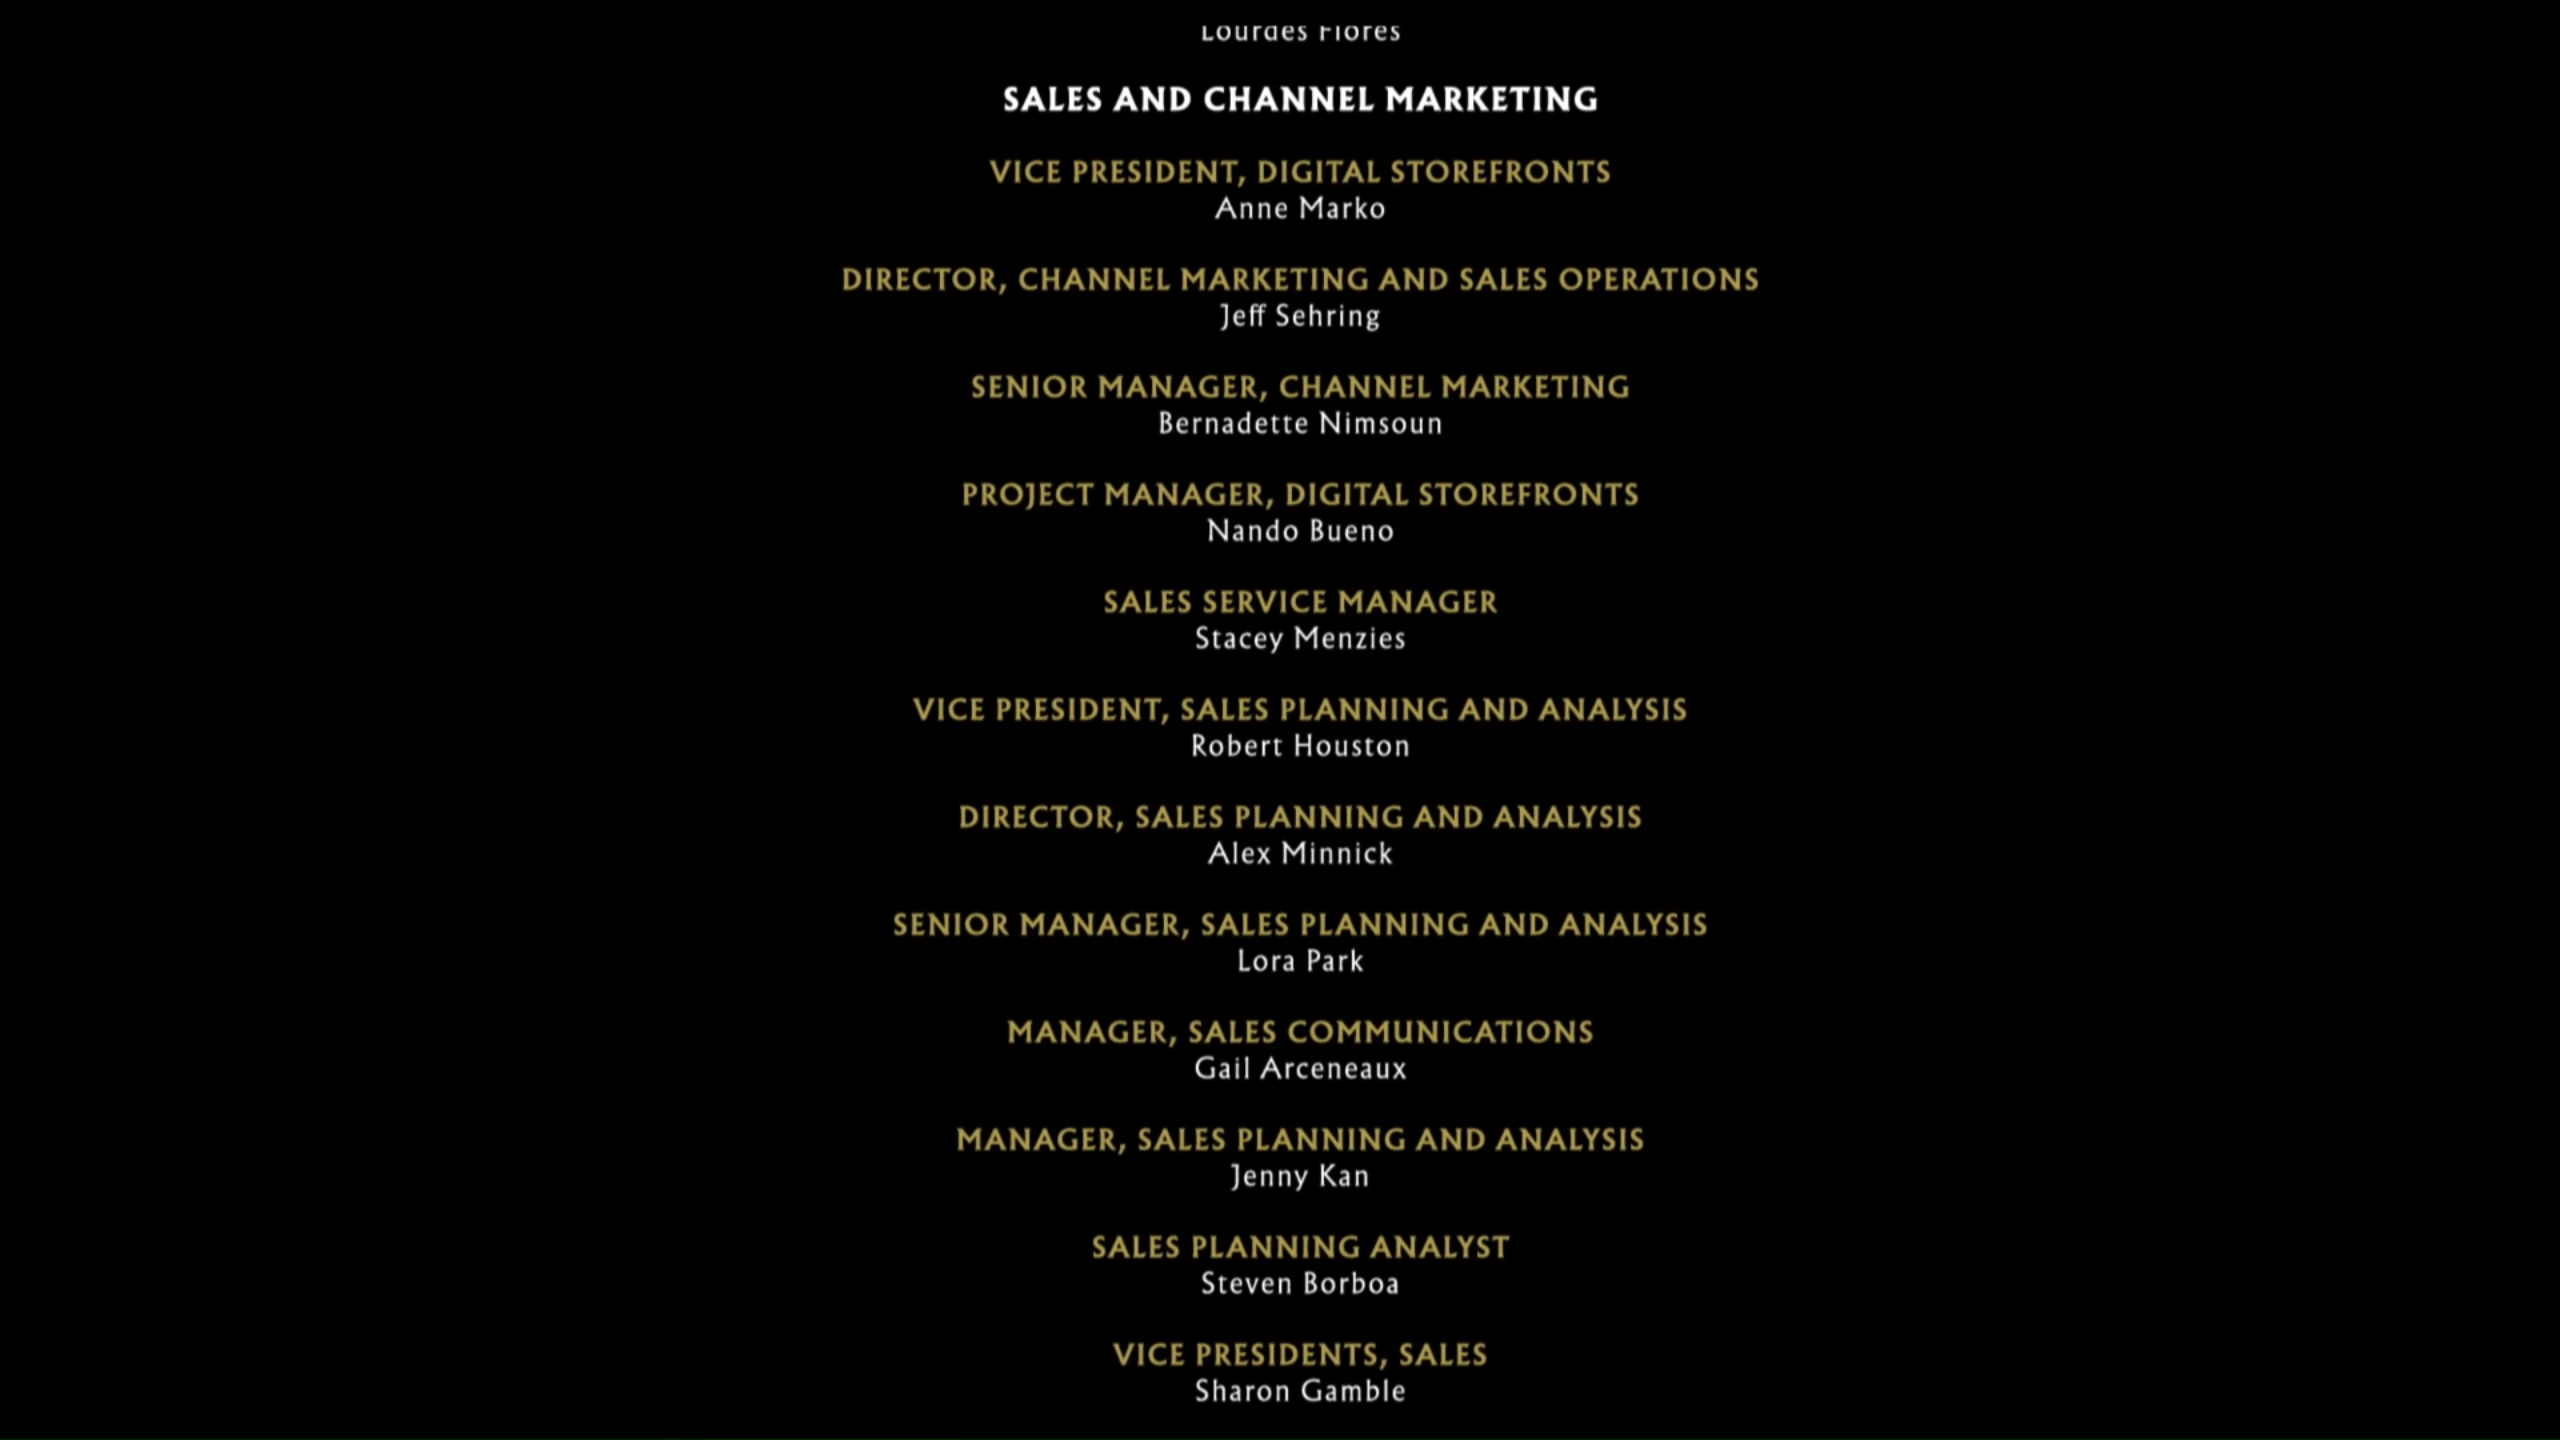 Lourdes Flores
SALES AND CHANNEL MARKETING
VICE PRESIDENT, DIGITAL STOREFRONTS
Anne Marko
DIRECTOR, CHANNEL MARKETING AND SALES OPERATIONS
Jeff Sehring
SENIOR MANAGER, CHANNEL MARKETING
Bernadette Nimsoun
PROJECT MANAGER, DIGITAL STOREFRONTS
Nando Bueno
SALES SERVICE MANAGER
Stacey Menzies
VICE PRESIDENT, SALES PLANNING AND ANALYSIS
Robert Houston
DIRECTOR, SALES PLANNING AND ANALYSIS
Alex Minnick
SENIOR MANAGER, SALES PLANNING AND ANALYSIS
Lora Park
MANAGER, SALES COMMUNICATIONS
Gail Arceneaux
MANAGER, SALES PLANNING AND ANALYSIS
Jenny Kan
SALES PLANNING ANALYST
Steven Borboa
VICE PRESIDENTS, SALES
Sharon Gamble